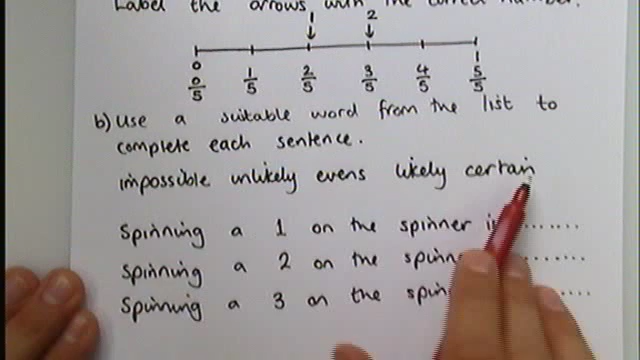 Label the arrows with the correct number.
1 2
0 1
0/5 1/5 2/5 3/5 4/5 5/5
b) Use a suitable word from the list to
complete each sentence.
impossible unlikely evens likely certain
Spinning a 1 on the spinner is.......
Spinning a 2 on the
Spinning a 3 on the